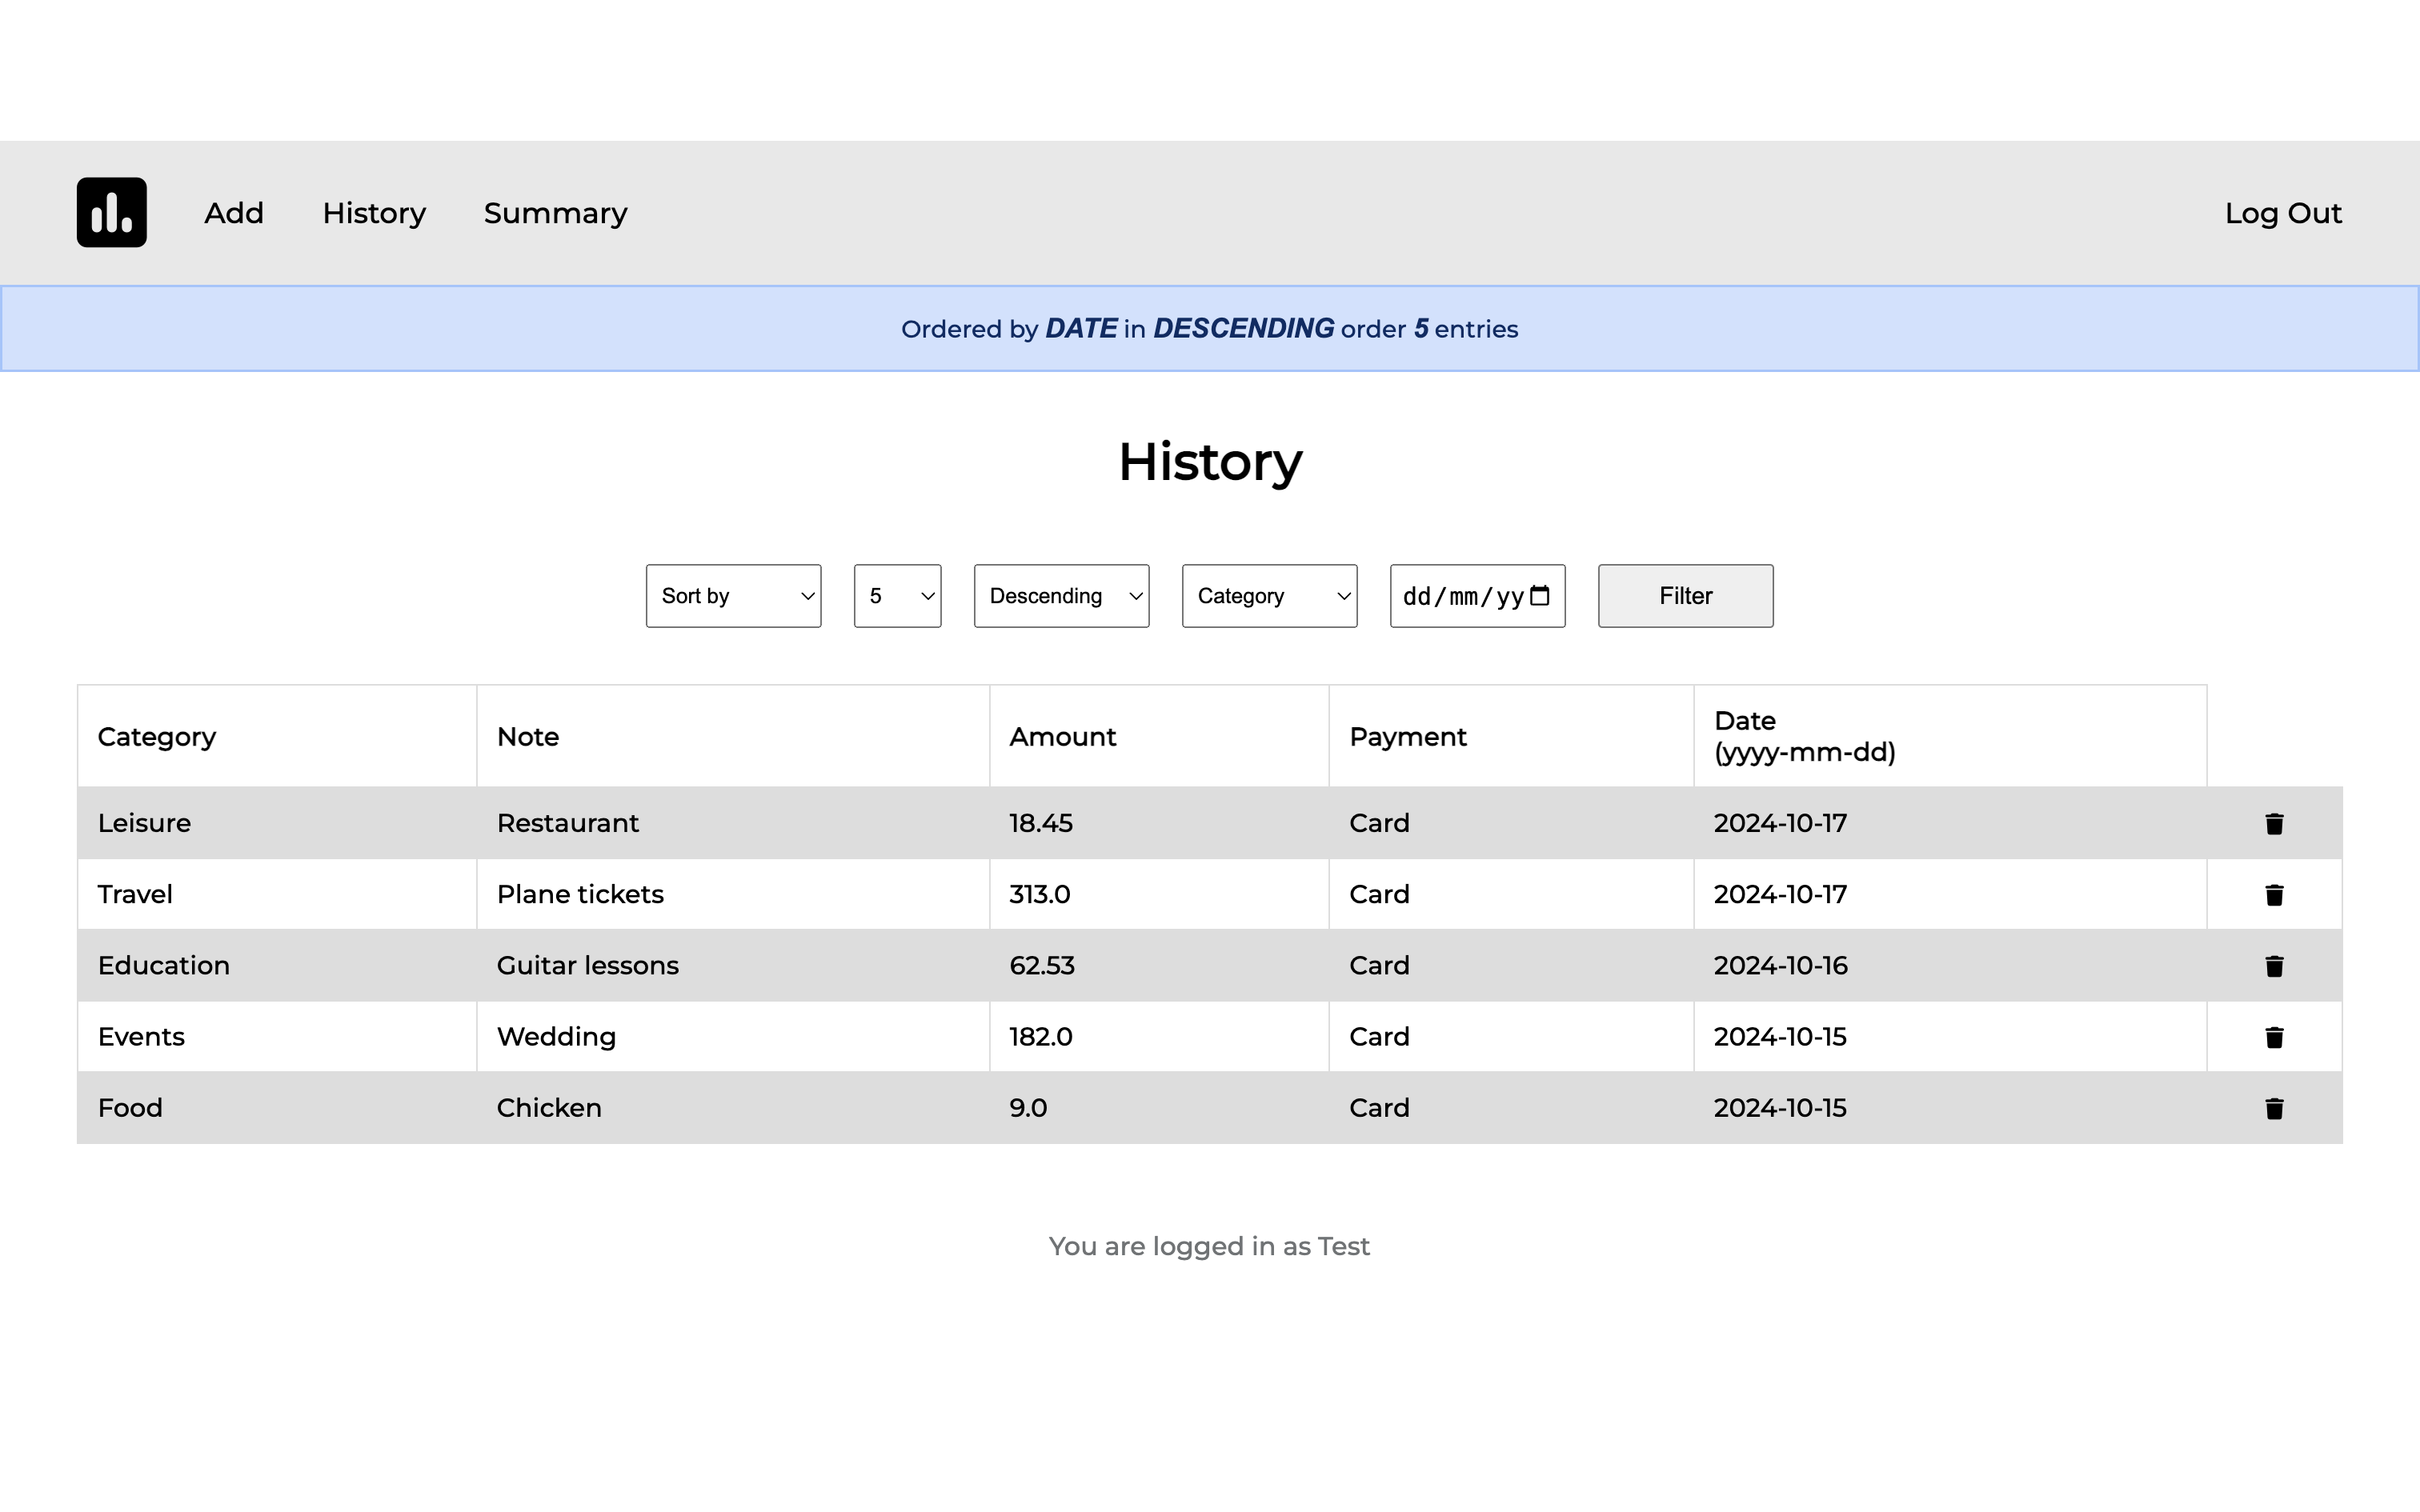 Add History Summary Log Out
Ordered by DATE in DESCENDING order 5 entries
History
Sort by 5 Descending Category dd/mm/yy Filter
Category Note Amount Payment Date
(yyyy-mm-dd)
Leisure Restaurant 18.45 Card 2024-10-17
Travel Plane tickets 313.0 Card 2024-10-17
Education Guitar lessons 62.53 Card 2024-10-16
Events Wedding 182.0 Card 2024-10-15
Food Chicken 9.0 Card 2024-10-15
You are logged in as Test